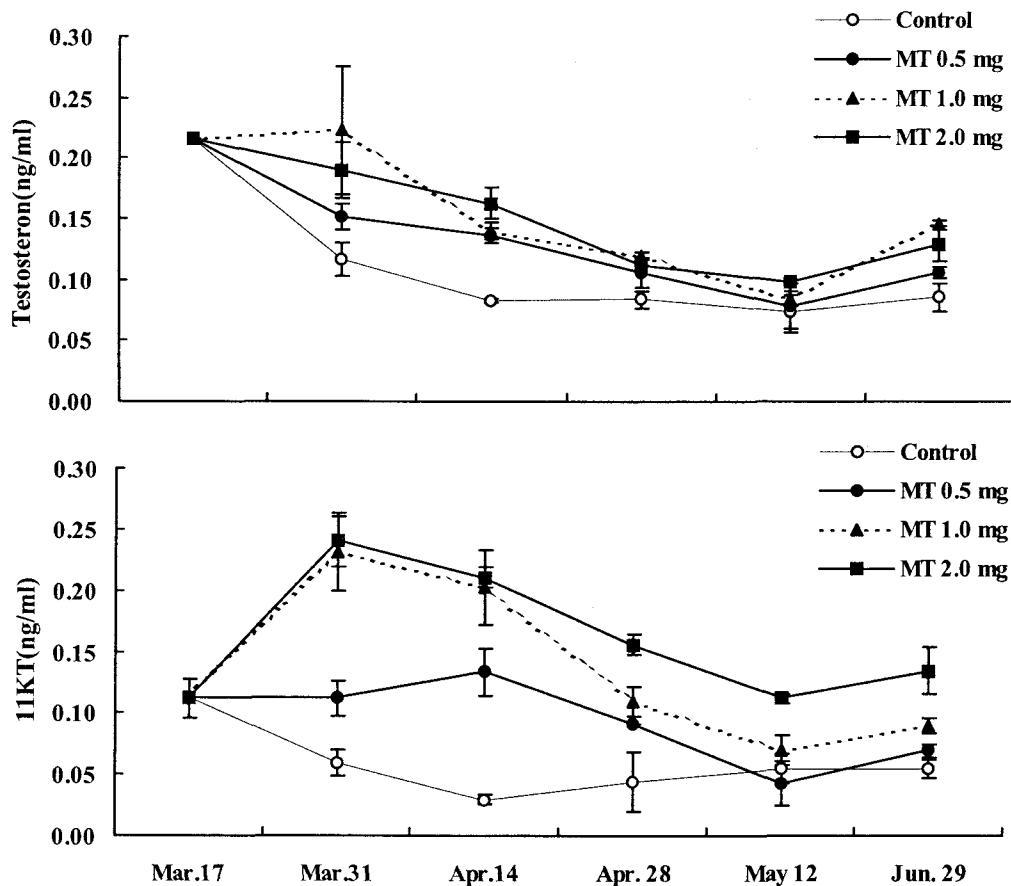 Control
MT 0.5 mg
MT 1.0 mg
MT 2.0 mg
Testosteron(ng/ml)
0.30
0.25
0.20
0.15
0.10
0.05
0.00
Control
MT 0.5 mg
MT 1.0 mg
MT 2.0 mg
11KT(ng/ml)
0.30
0.25
0.20
0.15
0.10
0.05
0.00
Mar.17 Mar.31 Apr.14 Apr. 28 May 12 Jun. 29